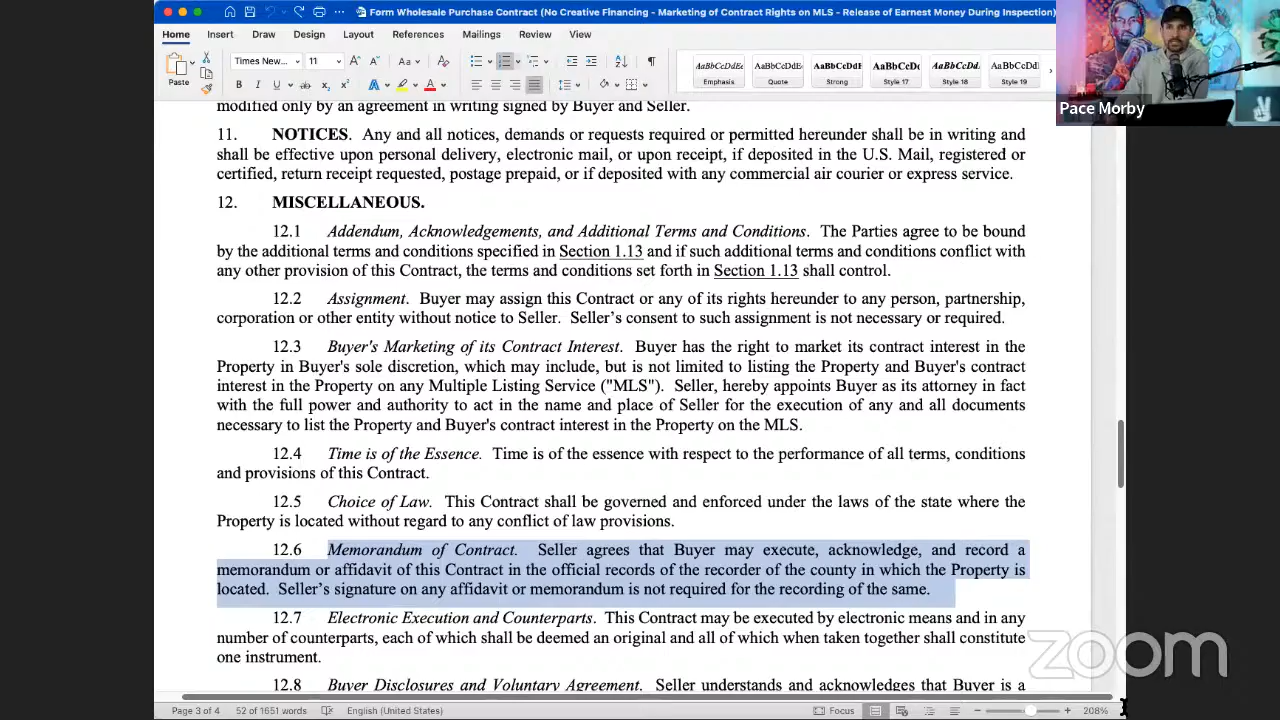 Form Wholesale Purchase Contract (No Creative Financing - Marketing of Contract Rights on MLS - Release of Earnest Money During Inspection)
Home Insert Draw Design Layout References Mailings Review View
Paste
Times New... 11
Emphasis Quote Strong Style 17 Style 18 Style 19
Pace Morby
modified only by an agreement in writing signed by Buyer and Seller.
11. NOTICES. Any and all notices, demands or requests required or permitted hereunder shall be in writing and
shall be effective upon personal delivery, electronic mail, or upon receipt, if deposited in the U.S. Mail, registered or
certified, return receipt requested, postage prepaid, or if deposited with any commercial air courier or express service.
12. MISCELLANEOUS.
12.1 Addendum, Acknowledgements, and Additional Terms and Conditions. The Parties agree to be bound
by the additional terms and conditions specified in Section 1.13 and if such additional terms and conditions conflict with
any other provision of this Contract, the terms and conditions set forth in Section 1.13 shall control.
12.2 Assignment. Buyer may assign this Contract or any of its rights hereunder to any person, partnership,
corporation or other entity without notice to Seller. Seller's consent to such assignment is not necessary or required.
12.3 Buyer's Marketing of its Contract Interest. Buyer has the right to market its contract interest in the
Property in Buyer's sole discretion, which may include, but is not limited to listing the Property and Buyer's contract
interest in the Property on any Multiple Listing Service ("MLS"). Seller, hereby appoints Buyer as its attorney in fact
with the full power and authority to act in the name and place of Seller for the execution of any and all documents
necessary to list the Property and Buyer's contract interest in the Property on the MLS.
12.4 Time is of the Essence. Time is of the essence with respect to the performance of all terms, conditions
and provisions of this Contract.
12.5 Choice of Law. This Contract shall be governed and enforced under the laws of the state where the
Property is located without regard to any conflict of law provisions.
12.6 Memorandum of Contract. Seller agrees that Buyer may execute, acknowledge, and record a
memorandum or affidavit of this Contract in the official records of the recorder of the county in which the Property is
located. Seller's signature on any affidavit or memorandum is not required for the recording of the same.
12.7 Electronic Execution and Counterparts. This Contract may be executed by electronic means and in any
number of counterparts, each of which shall be deemed an original and all of which when taken together shall constitute
one instrument.
12.8 Buyer Disclosures and Voluntary Agreement. Seller understands and acknowledges that Buyer is a
zoom
Page 3 of 4 52 of 1651 words English (United States) Focus 208%